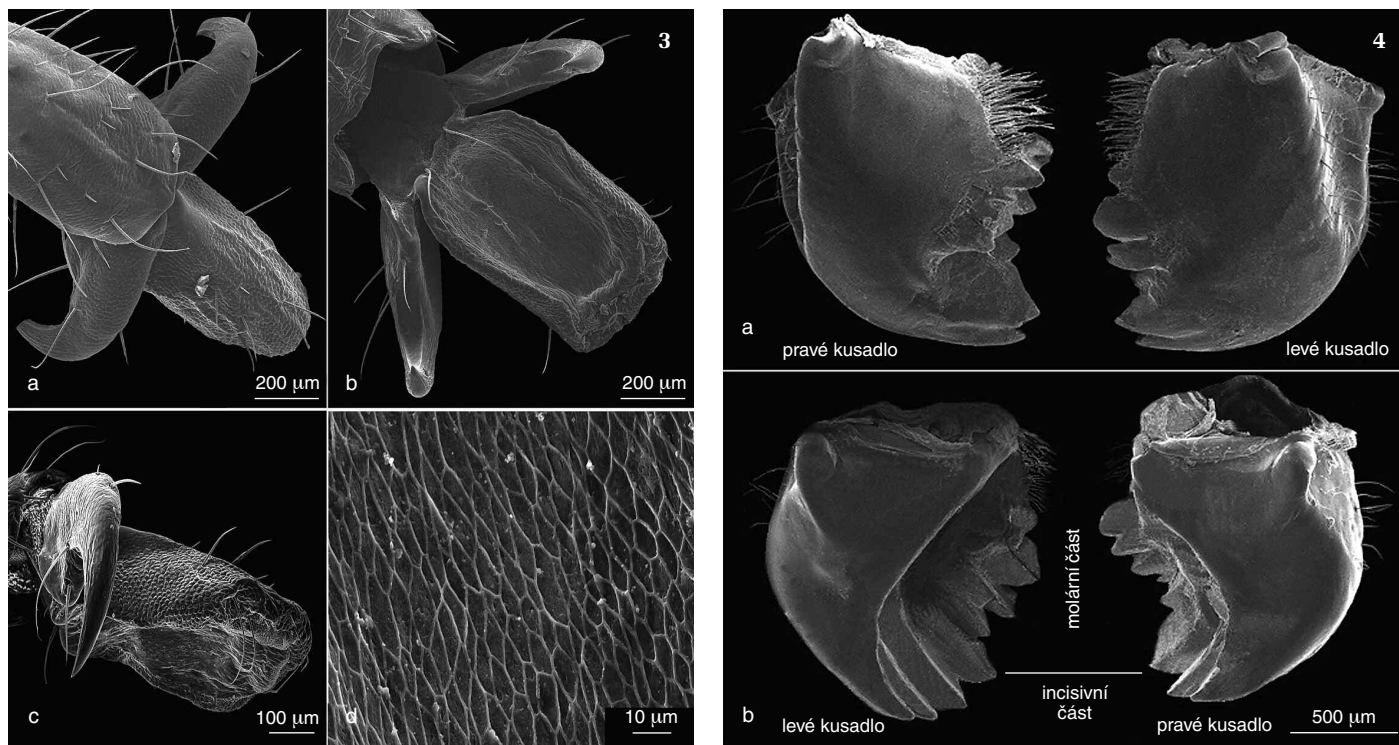 3
a
200 µm
b
200 µm
c
100 µm
d
10 µm
4
a
pravé kusadlo
levé kusadlo
molární část
incisivní
část
b
levé kusadlo
pravé kusadlo
500 µm